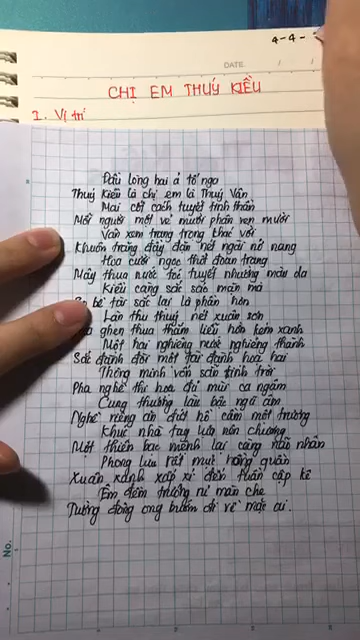 4-4-
DATE / /
CHỊ EM THÚY KIỀU
1. Vị trí
Đầu lòng hai ả tố nga
Thuý Kiều là chị em là Thuý Vân
Mai cốt cách tuyết tinh thần
Mỗi người một vẻ mười phân vẹn mười
Vân xem trang trọng khác vời
Khuôn trăng đầy đặn nét ngài nở nang
Hoa cười ngọc thốt đoan trang
Mây thua nước tóc tuyết nhường màu da
Kiều càng sắc sảo mặn mà
So bề tài sắc lại là phần hơn
Làn thu thuỷ nét xuân sơn
ghen thua thắm liễu hờn kém xanh
Một hai nghiêng nước nghiêng thành
Sắc đành đòi một tài đành hoạ hai
Thông minh vốn sẵn tính trời
Pha nghề thi hoạ đủ mùi ca ngâm
Cung thương lầu bậc ngũ âm
Nghề riêng ăn đứt hồ cầm một trương
Khúc nhà tay lựa nên chương
Một thiên bạc mệnh lại càng não nhân
Phong lưu rất mực hồng quần
Xuân xanh xấp xỉ đến tuần cập kê
Êm đềm trướng rủ màn che
Tường đông ong bướm đi về mặc ai.
No.